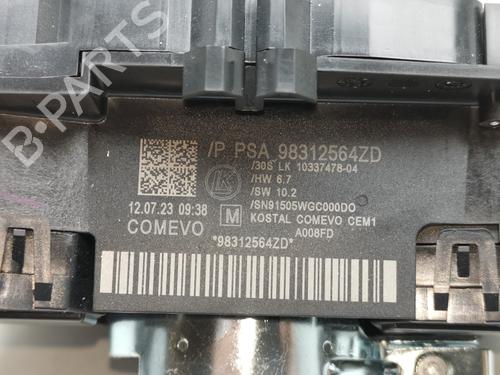 B-PARTS
/P PSA 98312564ZD
/30S LK 10337478-04
/HW 6.7
/SW 10.2
/SN91505WGC000D0
KOSTAL COMEVO CEM1
A008FD
12.07.23 09:38
M
COMEVO
*98312564ZD*